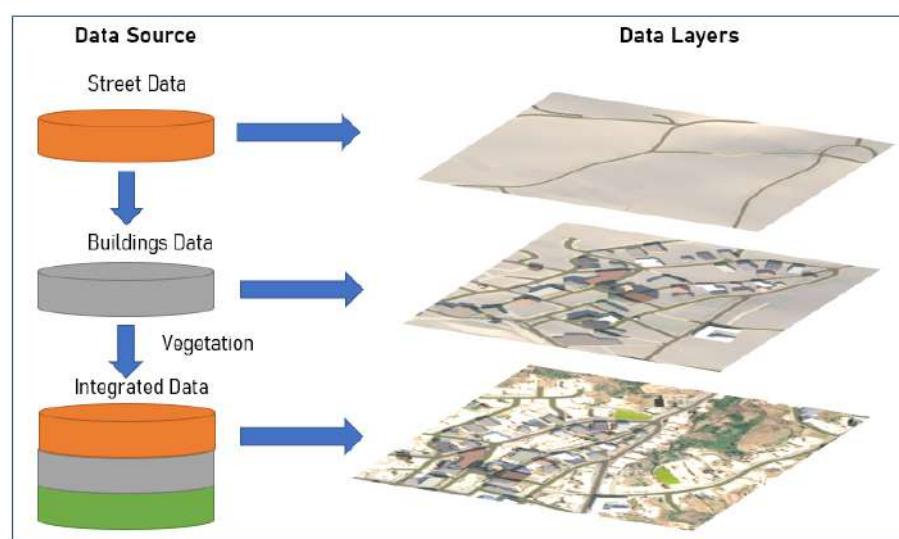 Data Source
Data Layers
Street Data
Buildings Data
Vegetation
Integrated Data